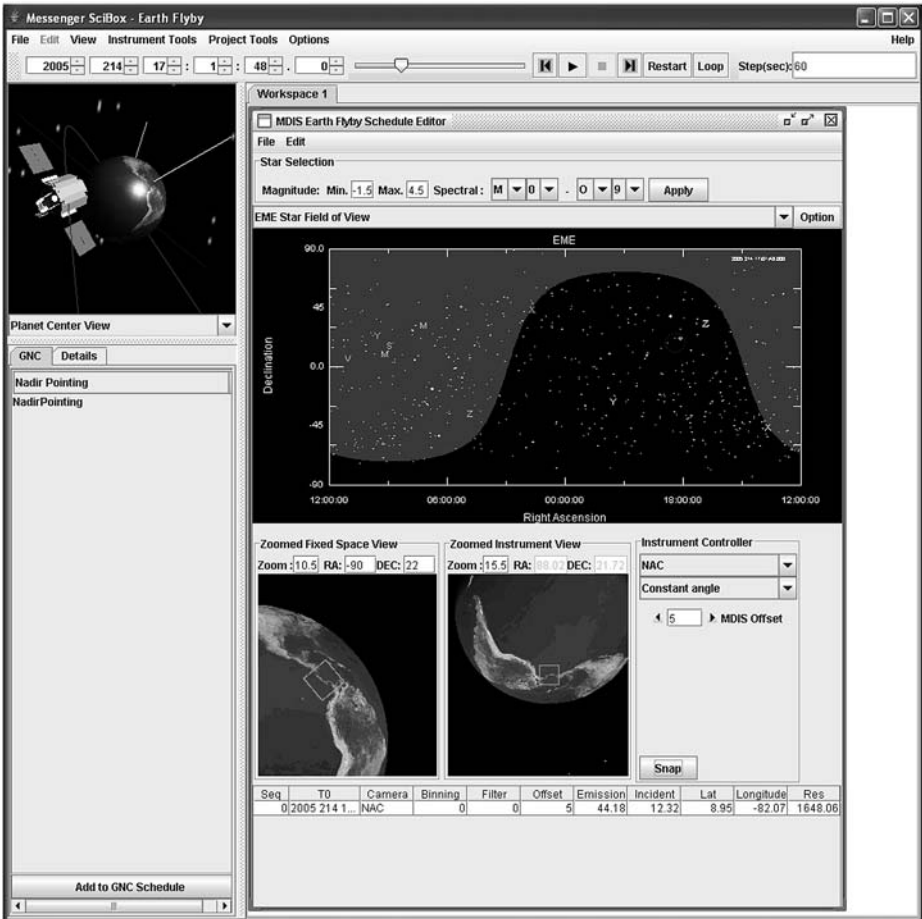 Messenger SciBox - Earth Flyby
File Edit View Instrument Tools Project Tools Options Help
2005 214 17 : 1 : 48 . 0 Restart Loop Step(sec): 60
Workspace 1
MDIS Earth Flyby Schedule Editor
File Edit
Star Selection
Magnitude: Min. -1.5 Max. 4.5 Spectral : M 0 - O 9 Apply
EME Star Field of View Option
EME
90.0
45
0.0
-45
-90
Declination
V Y S M M Z X Y Z X
12:00:00 06:00:00 00:00:00 18:00:00 12:00:00
Right Ascension
Planet Center View
GNC Details
Nadir Pointing
NadirPointing
Add to GNC Schedule
Zoomed Fixed Space View
Zoom : 10.5 RA: -90 DEC: 22
Zoomed Instrument View
Zoom : 15.5 RA: 88.02 DEC: 21.72
Instrument Controller
NAC
Constant angle
5 MDIS Offset
Snap
Seq T0 Camera Binning Filter Offset Emission Incident Lat Longitude Res
0 2005 214 1... NAC 0 0 5 44.18 12.32 8.95 -82.07 1648.06